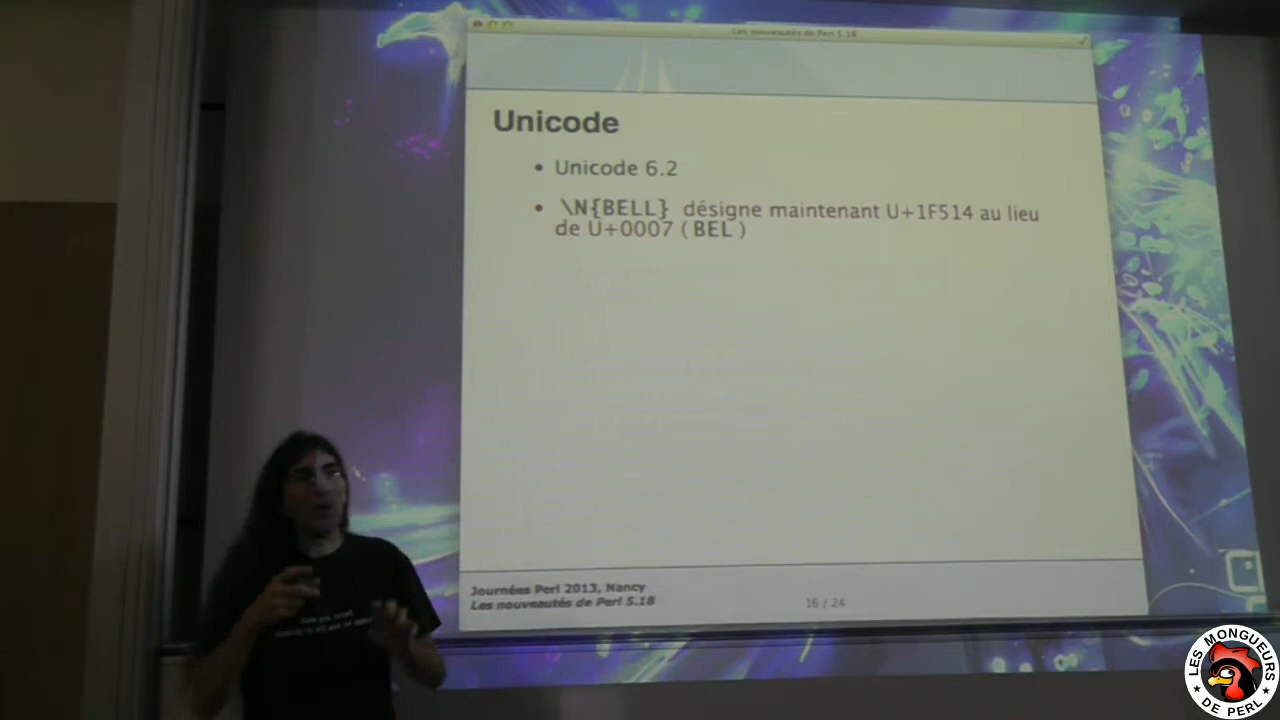 Les nouveautés de Perl 5.18
Unicode
• Unicode 6.2
• \N{BELL} désigne maintenant U+1F514 au lieu
de U+0007 (BEL)
Journées Perl 2013, Nancy
Les nouveautés de Perl 5.18
16 / 24
LES MONGUEURS
DE PERL